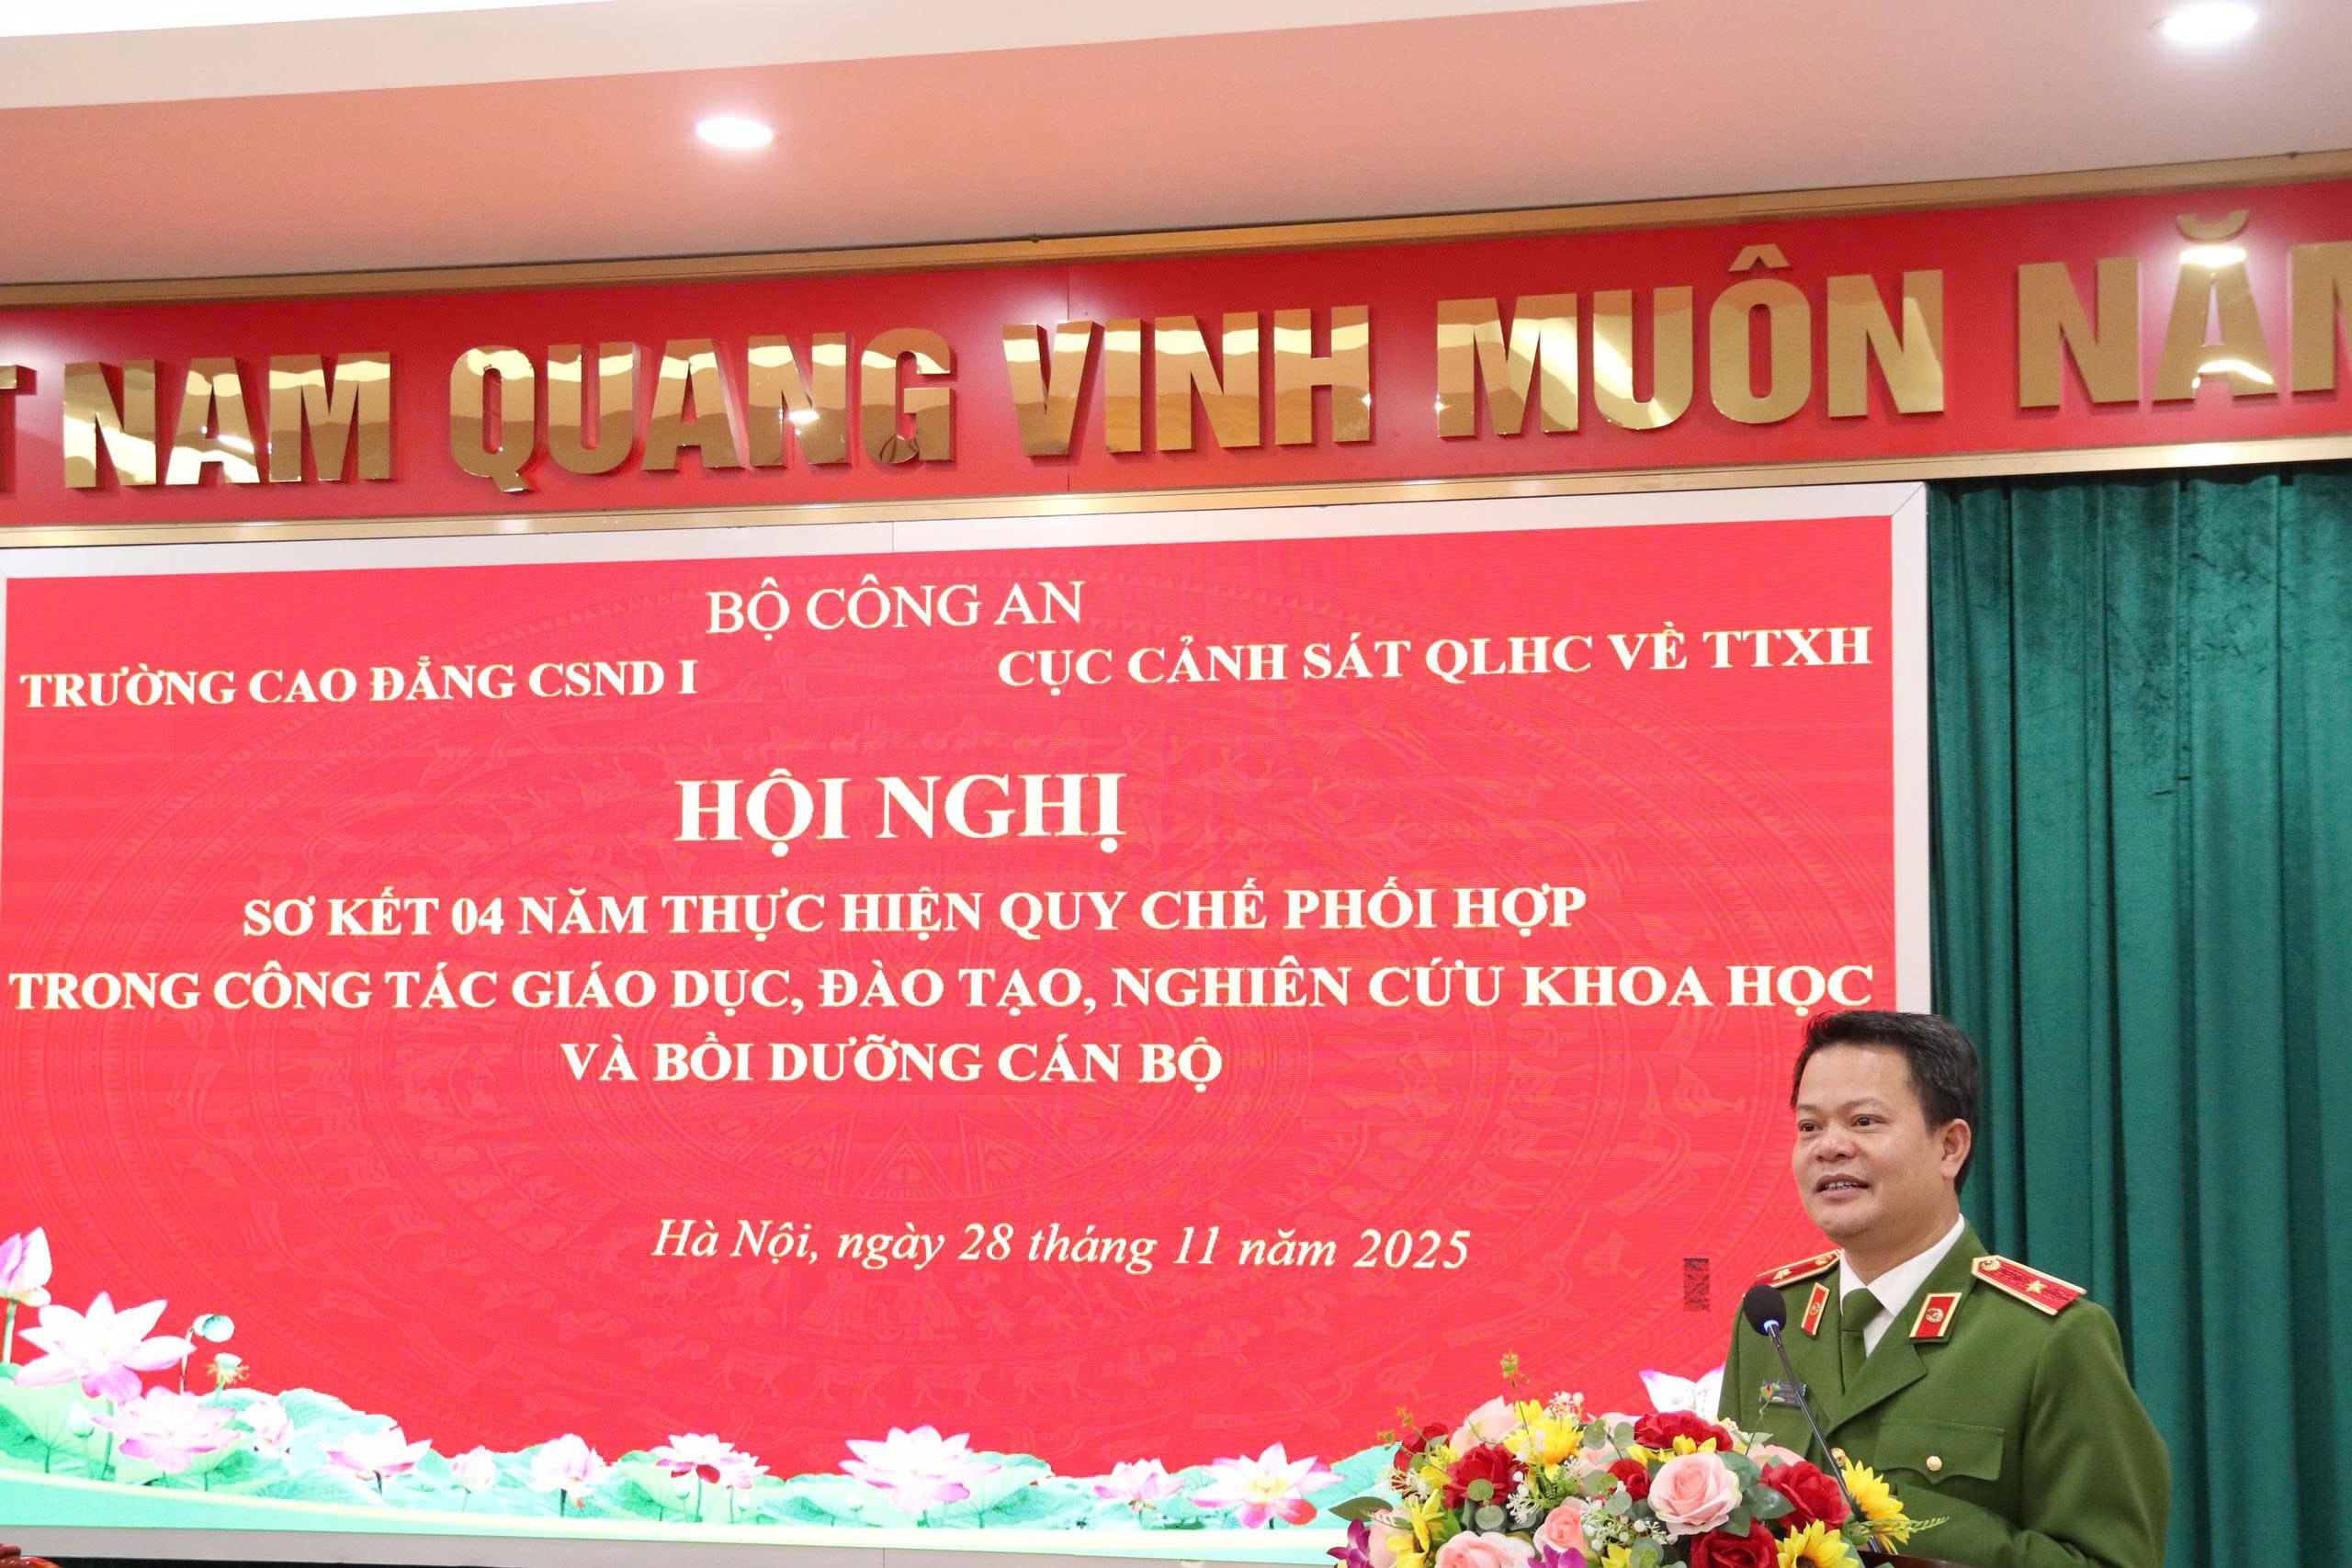 NAM QUANG VINH MUÔN NĂM
BỘ CÔNG AN
TRƯỜNG CAO ĐẲNG CSND I
CỤC CẢNH SÁT QLHC VỀ TTXH
HỘI NGHỊ
SƠ KẾT 04 NĂM THỰC HIỆN QUY CHẾ PHỐI HỢP
TRONG CÔNG TÁC GIÁO DỤC, ĐÀO TẠO, NGHIÊN CỨU KHOA HỌC
VÀ BỒI DƯỠNG CÁN BỘ
Hà Nội, ngày 28 tháng 11 năm 2025